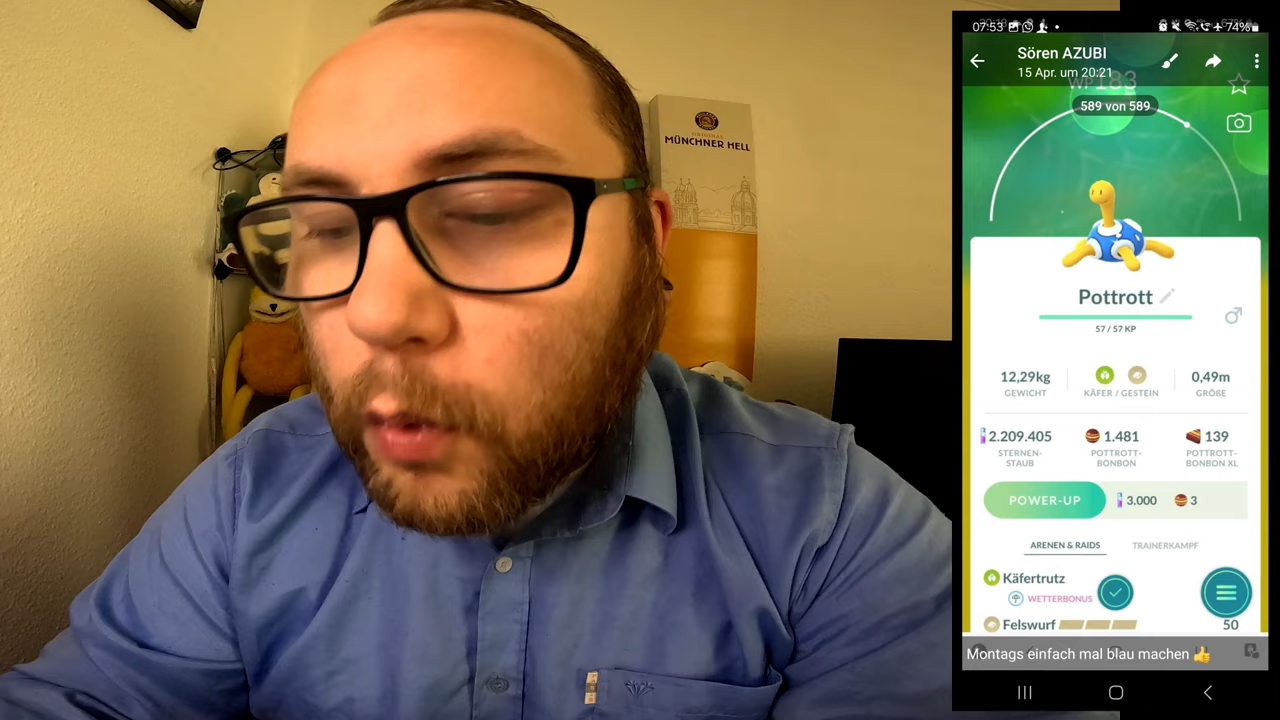 ORIGINAL
MÜNCHNER HELL
07:53
74%
Sören AZUBI
15 Apr. um 20:21
WP183
589 von 589
Pottrott
57 / 57 KP
12,29kg
GEWICHT
KÄFER / GESTEIN
0,49m
GRÖẞE
2.209.405
STERNEN-
STAUB
1.481
POTTROTT-
BONBON
139
POTTROTT-
BONBON XL
POWER-UP
3.000
3
ARENEN & RAIDS
TRAINERKAMPF
Käfertrutz
WETTERBONUS
Felswurf
50
Montags einfach mal blau machen 👍